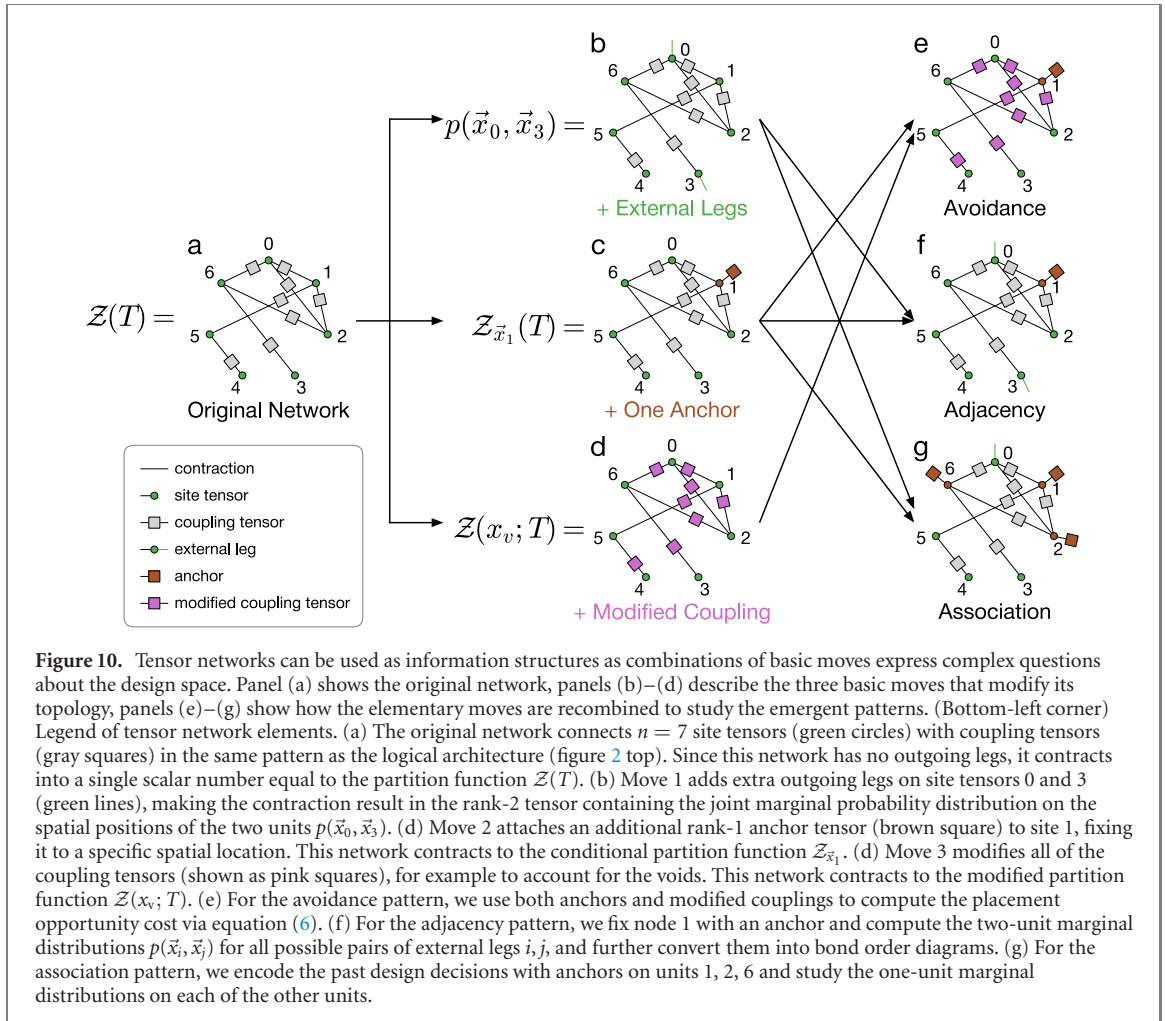 b
0
6
1
5
2
4
3
p(x⃗₀, x⃗₃) =
+ External Legs
e
0
6
1
5
2
4
3
Avoidance
a
0
6
1
5
2
4
3
𝒵(T) =
Original Network
c
0
6
1
5
2
4
3
𝒵x⃗₁(T) =
+ One Anchor
f
0
6
1
5
2
4
3
Adjacency
d
0
6
1
5
2
4
3
𝒵(xᵥ; T) =
+ Modified Coupling
g
0
6
1
5
2
4
3
Association
contraction
site tensor
coupling tensor
external leg
anchor
modified coupling tensor
Figure 10. Tensor networks can be used as information structures as combinations of basic moves express complex questions
about the design space. Panel (a) shows the original network, panels (b)–(d) describe the three basic moves that modify its
topology, panels (e)–(g) show how the elementary moves are recombined to study the emergent patterns. (Bottom-left corner)
Legend of tensor network elements. (a) The original network connects n = 7 site tensors (green circles) with coupling tensors
(gray squares) in the same pattern as the logical architecture (figure 2 top). Since this network has no outgoing legs, it contracts
into a single scalar number equal to the partition function 𝒵(T). (b) Move 1 adds extra outgoing legs on site tensors 0 and 3
(green lines), making the contraction result in the rank-2 tensor containing the joint marginal probability distribution on the
spatial positions of the two units p(x⃗₀, x⃗₃). (d) Move 2 attaches an additional rank-1 anchor tensor (brown square) to site 1, fixing
it to a specific spatial location. This network contracts to the conditional partition function 𝒵x⃗₁. (d) Move 3 modifies all of the
coupling tensors (shown as pink squares), for example to account for the voids. This network contracts to the modified partition
function 𝒵(xᵥ; T). (e) For the avoidance pattern, we use both anchors and modified couplings to compute the placement
opportunity cost via equation (6). (f) For the adjacency pattern, we fix node 1 with an anchor and compute the two-unit marginal
distributions p(x⃗ᵢ, x⃗ⱼ) for all possible pairs of external legs i, j, and further convert them into bond order diagrams. (g) For the
association pattern, we encode the past design decisions with anchors on units 1, 2, 6 and study the one-unit marginal
distributions on each of the other units.